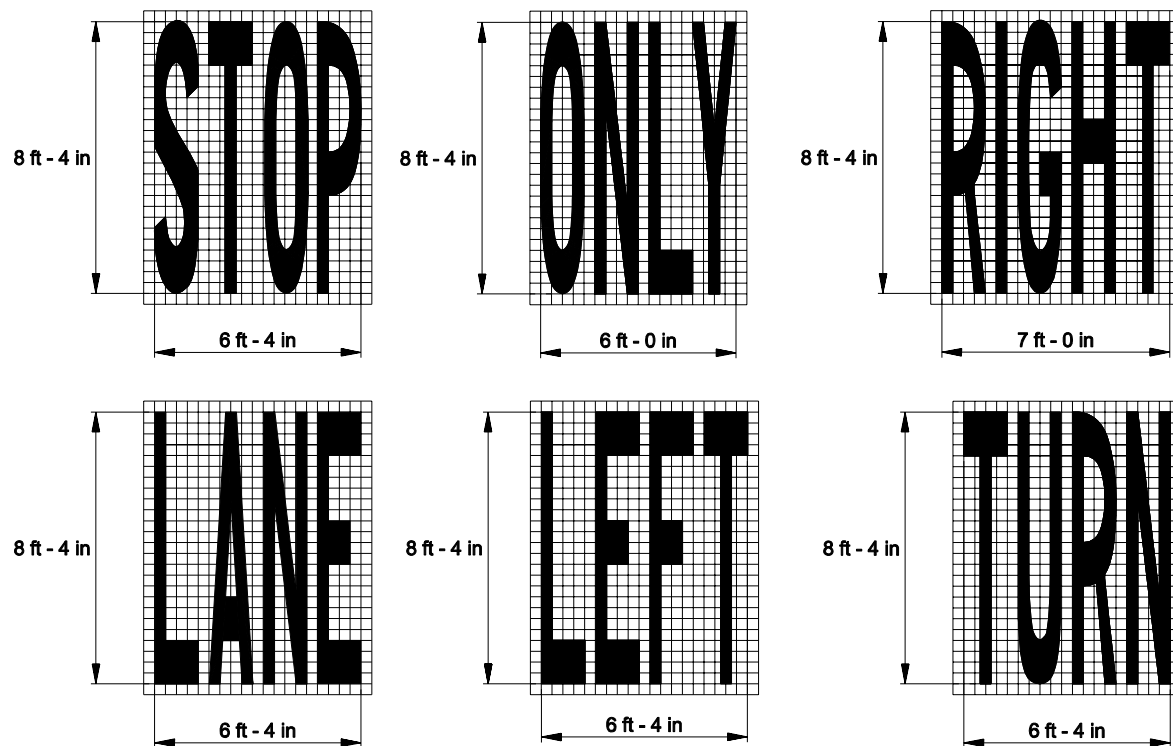 STOP ONLY RIGHT
8 ft - 4 in 8 ft - 4 in 8 ft - 4 in
6 ft - 4 in 6 ft - 0 in 7 ft - 0 in
LANE LEFT TURN
8 ft - 4 in 8 ft - 4 in 8 ft - 4 in
6 ft - 4 in 6 ft - 4 in 6 ft - 4 in